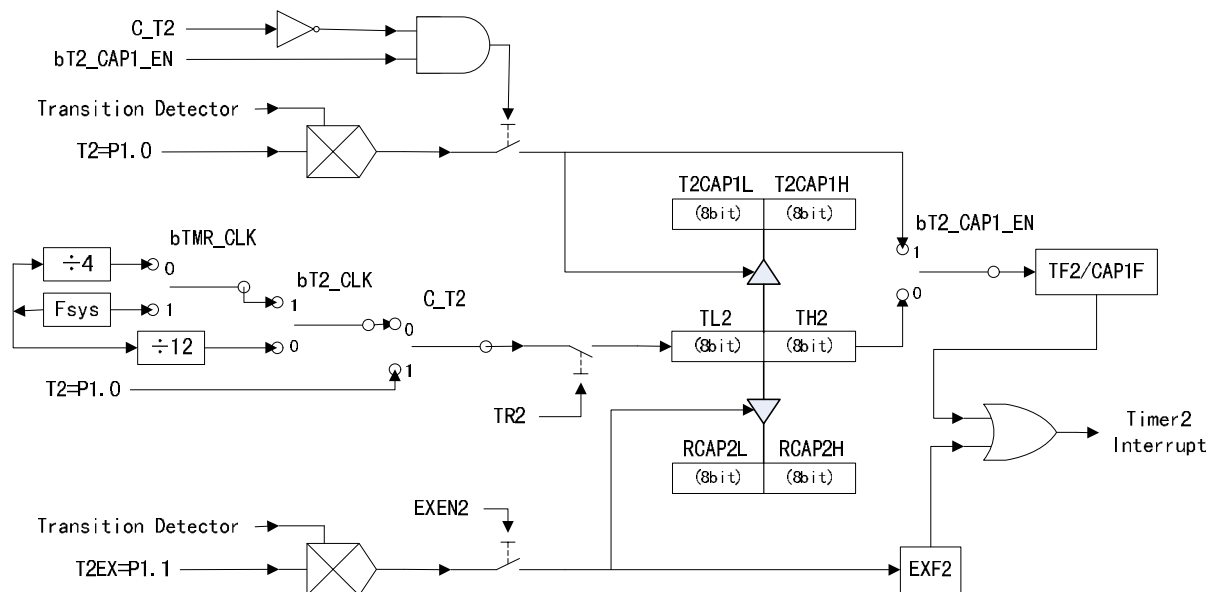 C_T2
bT2_CAP1_EN
Transition Detector
T2=P1.0
T2CAP1L T2CAP1H
(8bit) (8bit)
bT2_CAP1_EN
1
0
TF2/CAP1F
bTMR_CLK
÷4
0
Fsys
1
÷12
bT2_CLK
1
0
C_T2
0
1
T2=P1.0
TR2
TL2 TH2
(8bit) (8bit)
RCAP2L RCAP2H
(8bit) (8bit)
Timer2
Interrupt
EXEN2
Transition Detector
T2EX=P1.1
EXF2